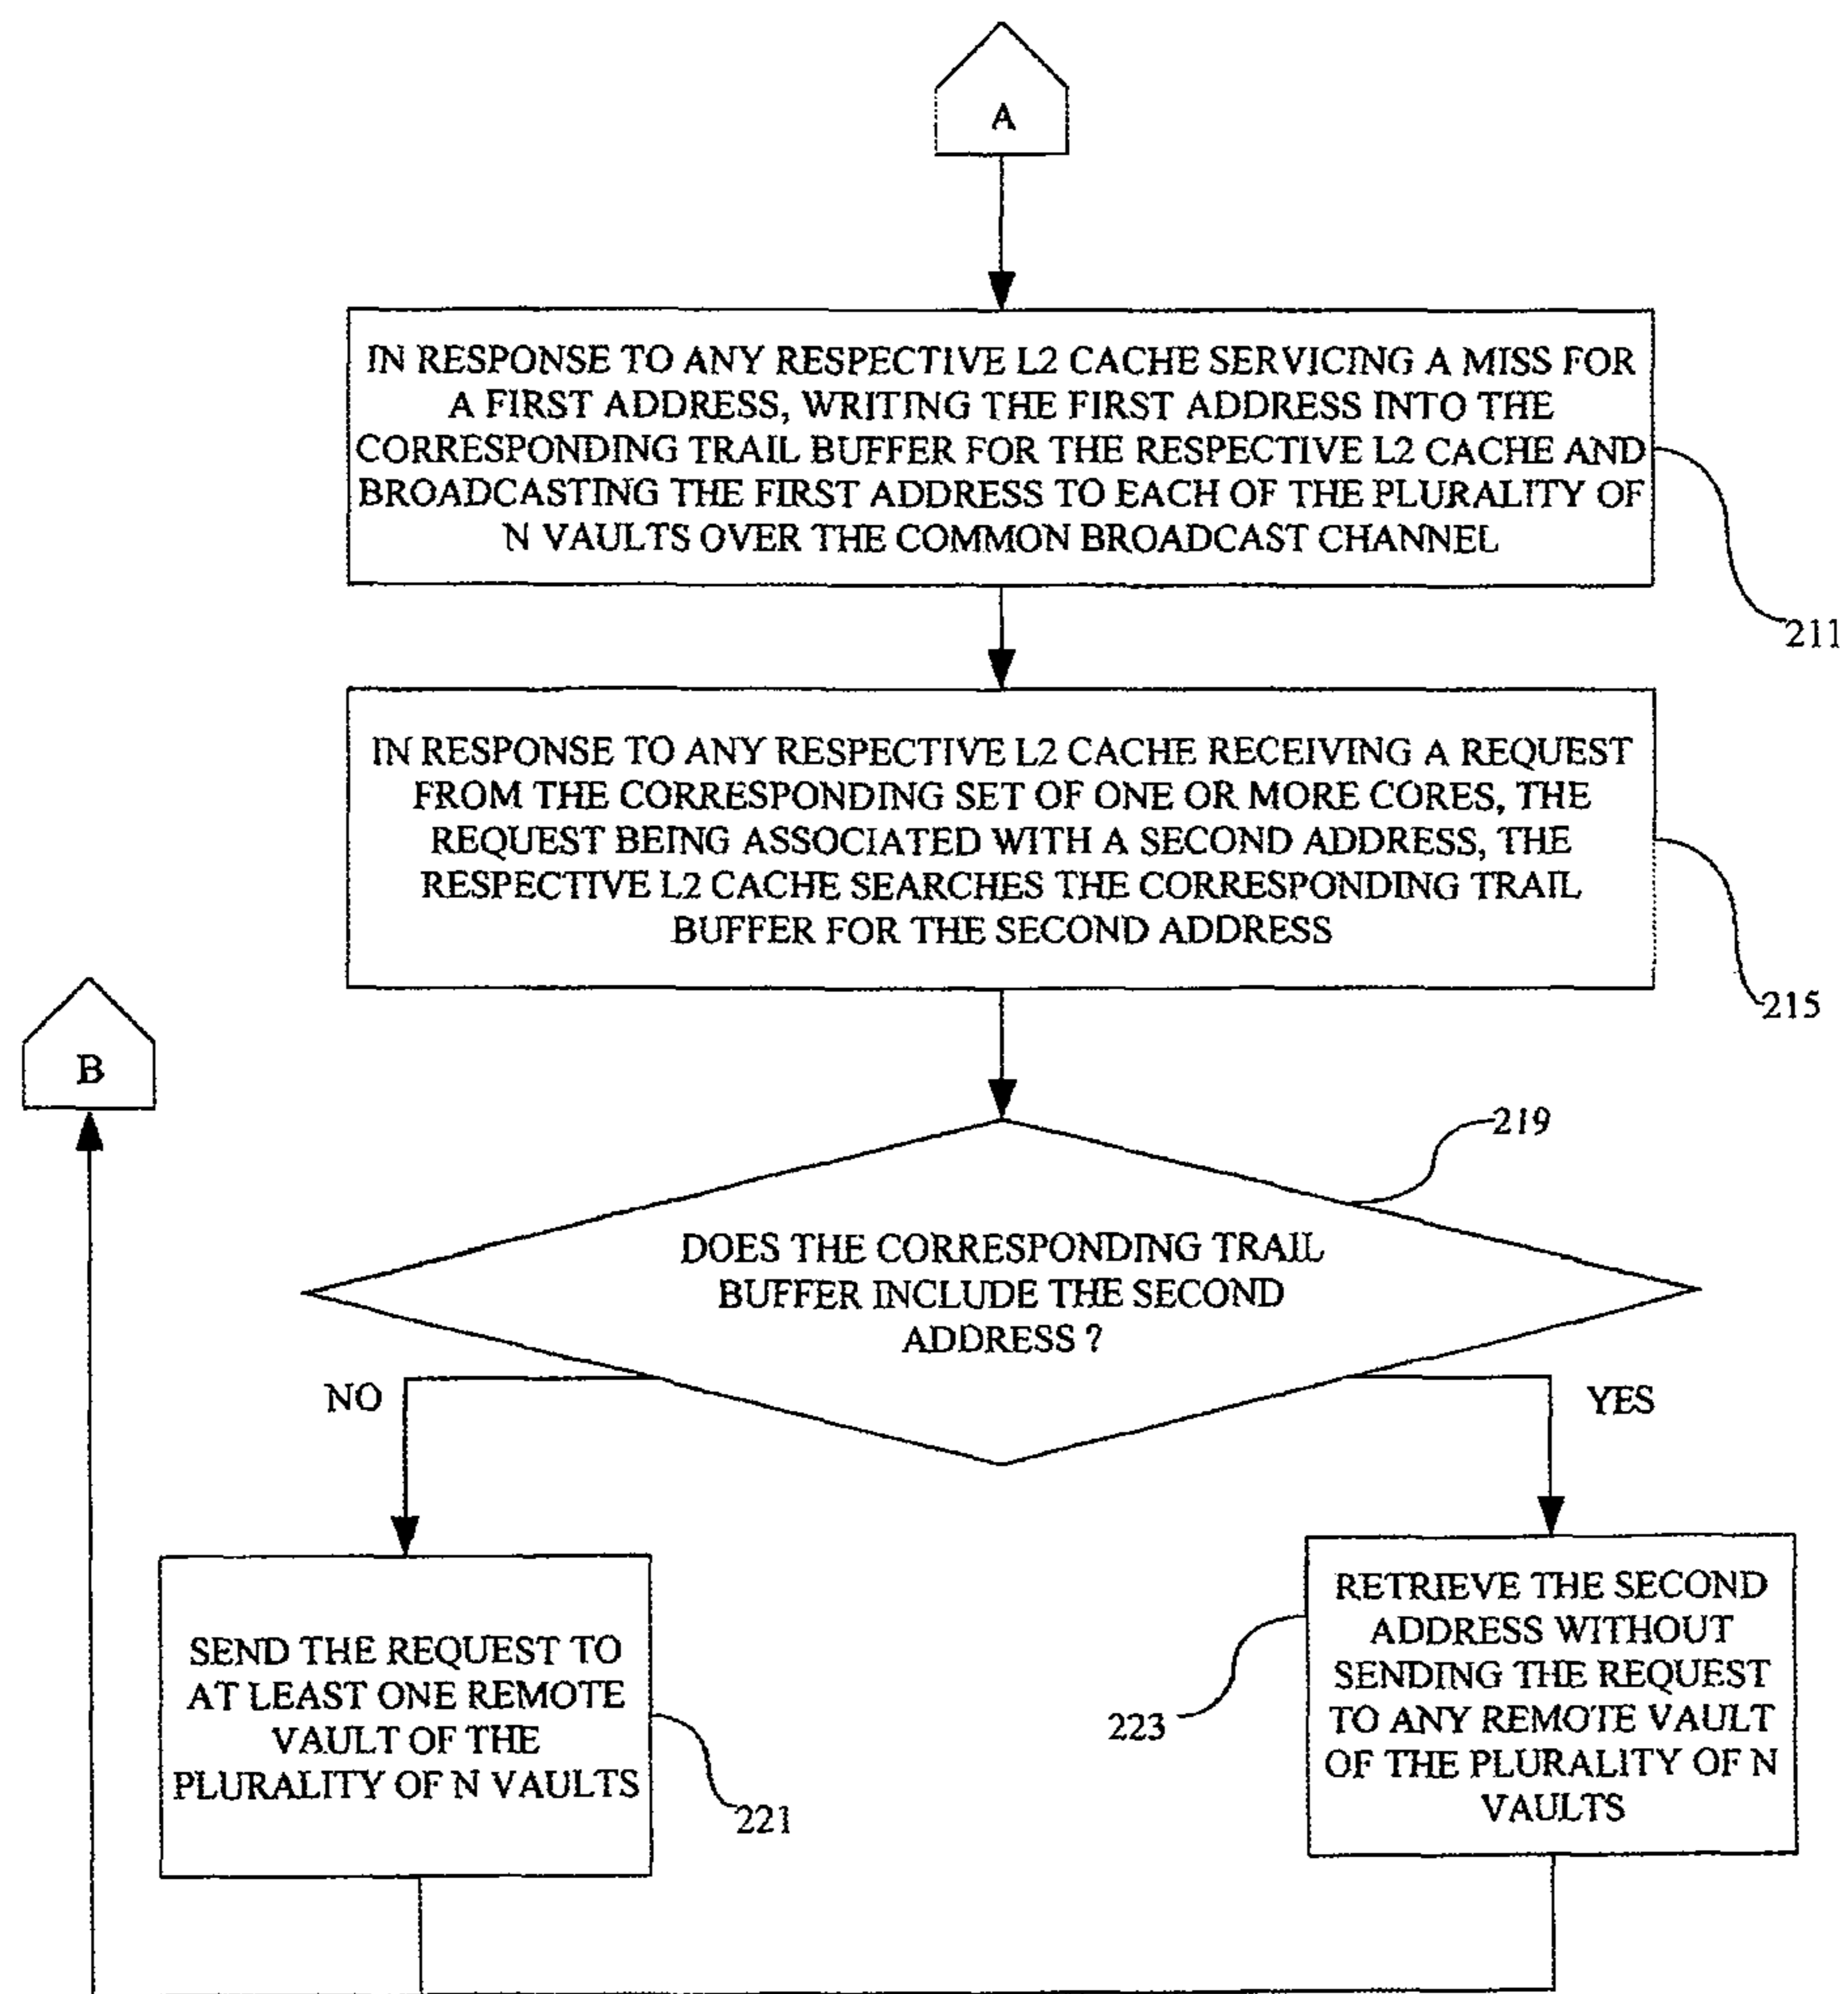 A
IN RESPONSE TO ANY RESPECTIVE L2 CACHE SERVICING A MISS FOR
A FIRST ADDRESS, WRITING THE FIRST ADDRESS INTO THE
CORRESPONDING TRAIL BUFFER FOR THE RESPECTIVE L2 CACHE AND
BROADCASTING THE FIRST ADDRESS TO EACH OF THE PLURALITY OF
N VAULTS OVER THE COMMON BROADCAST CHANNEL
211
IN RESPONSE TO ANY RESPECTIVE L2 CACHE RECEIVING A REQUEST
FROM THE CORRESPONDING SET OF ONE OR MORE CORES, THE
REQUEST BEING ASSOCIATED WITH A SECOND ADDRESS, THE
RESPECTIVE L2 CACHE SEARCHES THE CORRESPONDING TRAIL
BUFFER FOR THE SECOND ADDRESS
215
B
219
DOES THE CORRESPONDING TRAIL
BUFFER INCLUDE THE SECOND
ADDRESS ?
NO
YES
SEND THE REQUEST TO
AT LEAST ONE REMOTE
VAULT OF THE
PLURALITY OF N VAULTS
221
RETRIEVE THE SECOND
ADDRESS WITHOUT
SENDING THE REQUEST
TO ANY REMOTE VAULT
OF THE PLURALITY OF N
VAULTS
223